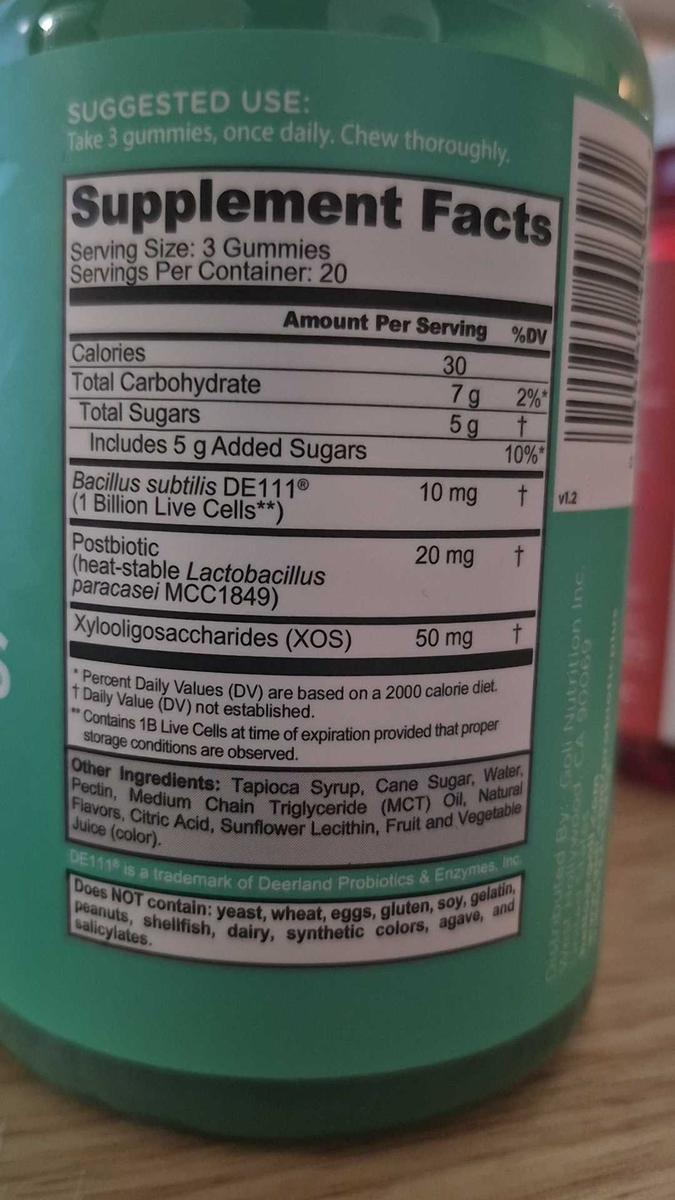 SUGGESTED USE:
Take 3 gummies, once daily. Chew thoroughly.
Supplement Facts
Serving Size: 3 Gummies
Servings Per Container: 20
Amount Per Serving %DV
Calories 30
Total Carbohydrate 7 g 2%*
Total Sugars 5 g †
Includes 5 g Added Sugars 10%*
Bacillus subtilis DE111® 10 mg †
(1 Billion Live Cells**)
Postbiotic 20 mg †
(heat-stable Lactobacillus
paracasei MCC1849)
Xylooligosaccharides (XOS) 50 mg †
* Percent Daily Values (DV) are based on a 2000 calorie diet.
† Daily Value (DV) not established.
** Contains 1B Live Cells at time of expiration provided that proper
storage conditions are observed.
Other Ingredients: Tapioca Syrup, Cane Sugar, Water,
Pectin, Medium Chain Triglyceride (MCT) Oil, Natural
Flavors, Citric Acid, Sunflower Lecithin, Fruit and Vegetable
Juice (color).
DE111® is a trademark of Deerland Probiotics & Enzymes, Inc.
Does NOT contain: yeast, wheat, eggs, gluten, soy, gelatin,
peanuts, shellfish, dairy, synthetic colors, agave, and
salicylates.
v1.2
Distributed By: Goli Nutrition Inc.
CA 90069